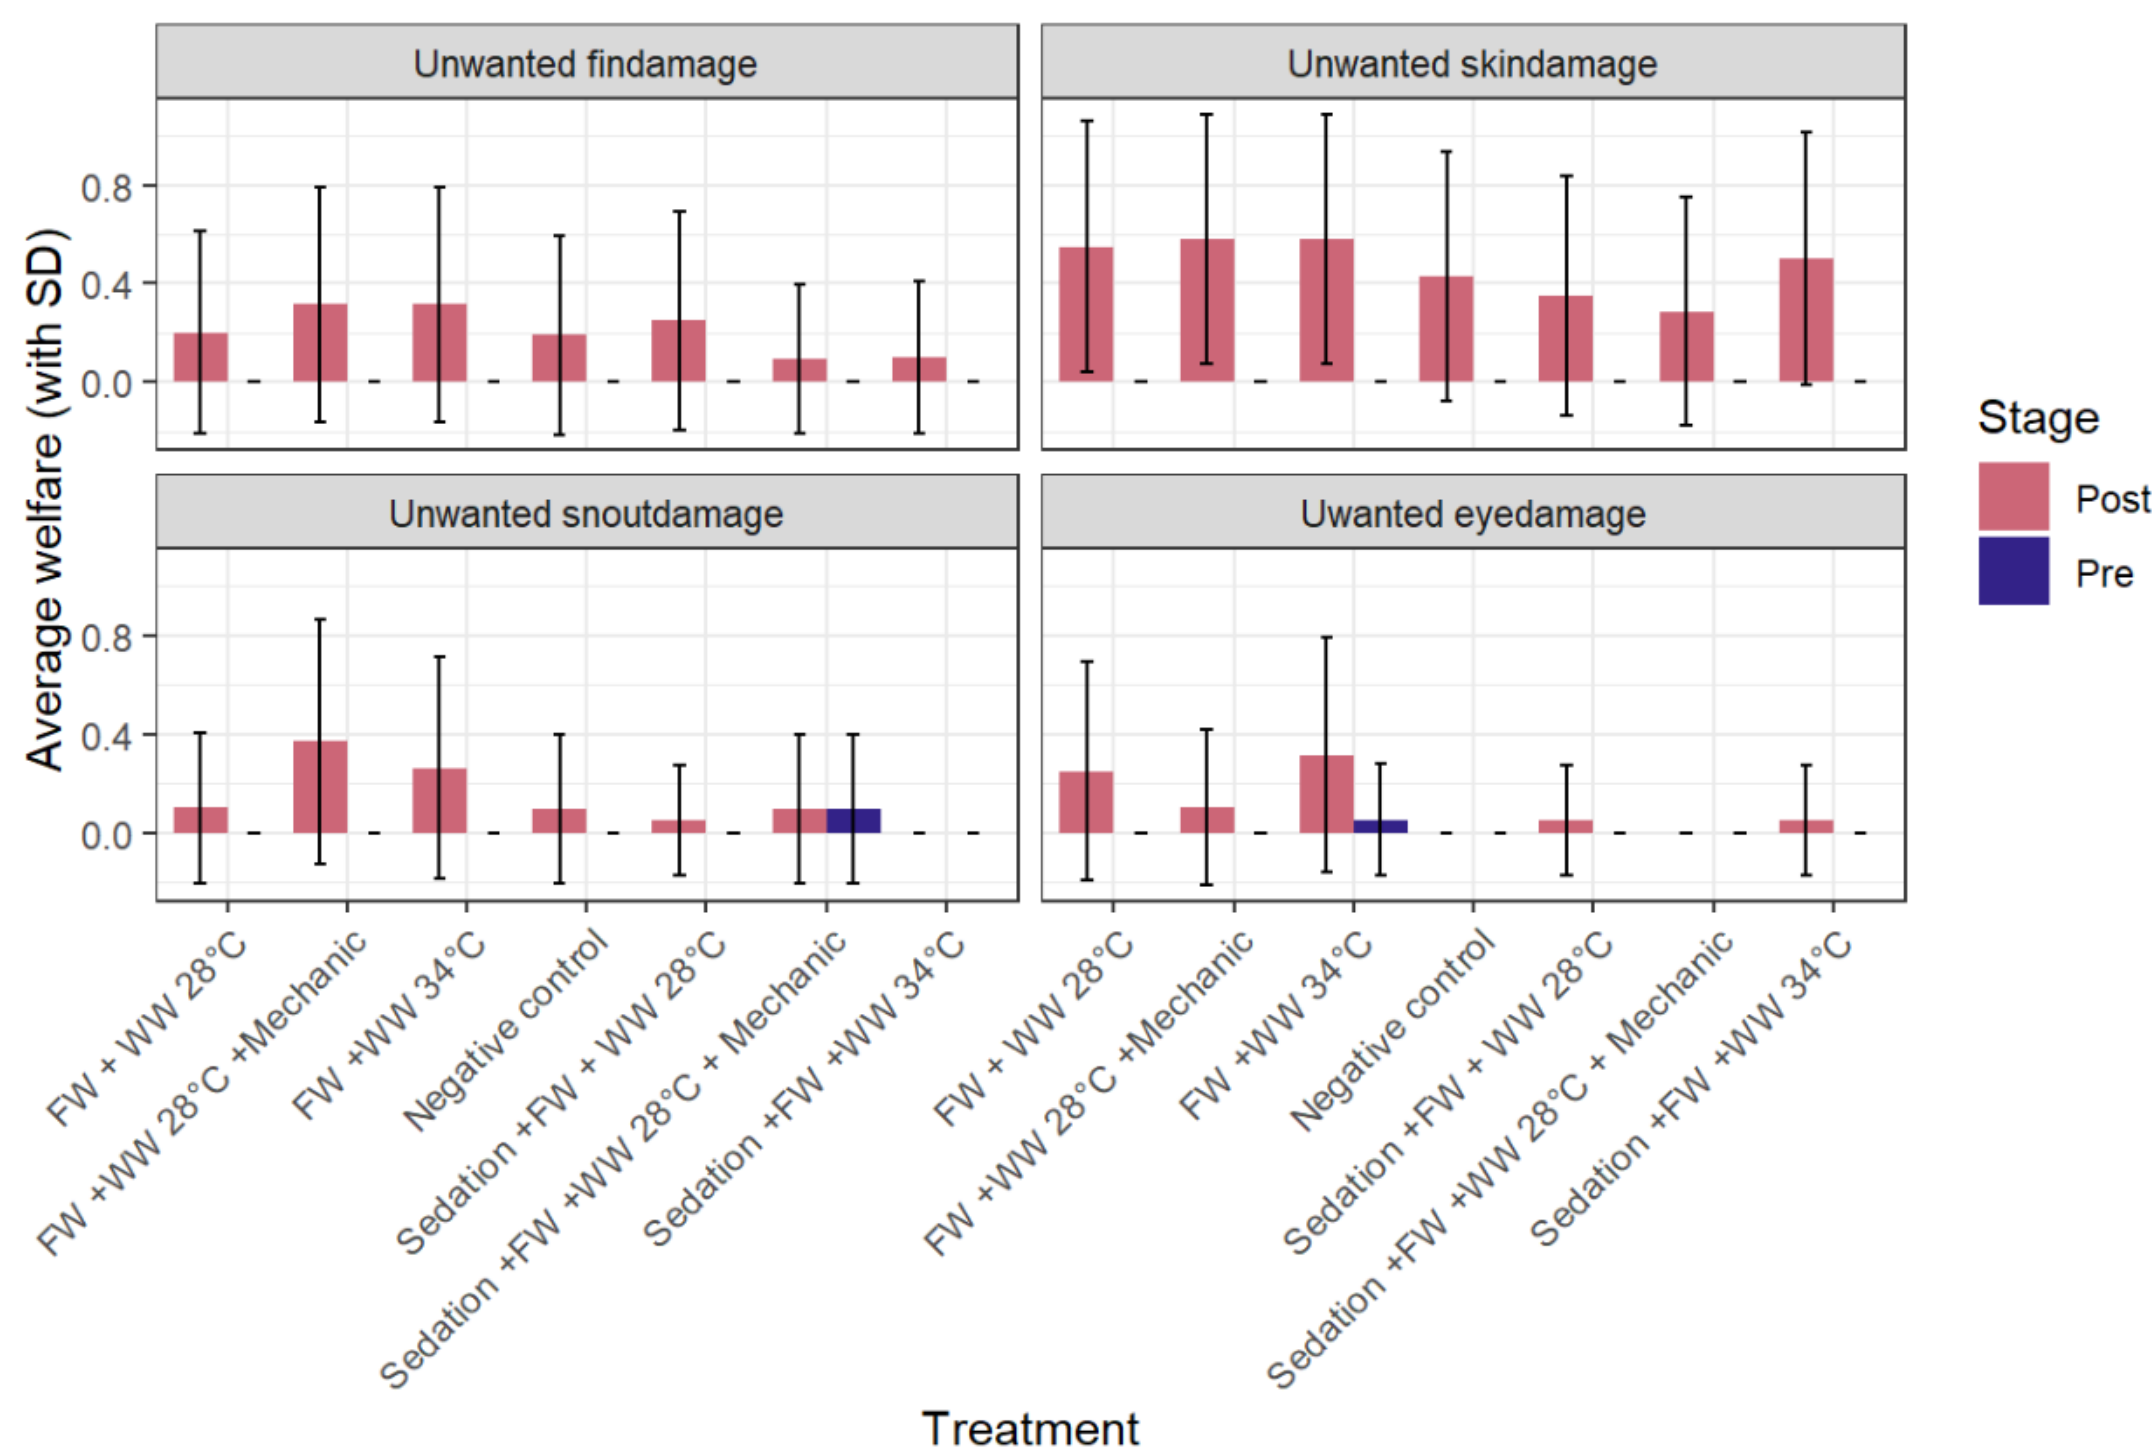 Unwanted findamage
Unwanted skindamage
0.8
0.4
0.0
Unwanted snoutdamage
Uwanted eyedamage
0.8
0.4
0.0
Average welfare (with SD)
FW + WW 28°C
FW +WW 28°C +Mechanic
FW +WW 34°C
Negative control
Sedation +FW + WW 28°C
Sedation +FW +WW 28°C + Mechanic
Sedation +FW +WW 34°C
FW + WW 28°C
FW +WW 28°C +Mechanic
FW +WW 34°C
Negative control
Sedation +FW + WW 28°C
Sedation +FW +WW 28°C + Mechanic
Sedation +FW +WW 34°C
Treatment
Stage
Post
Pre